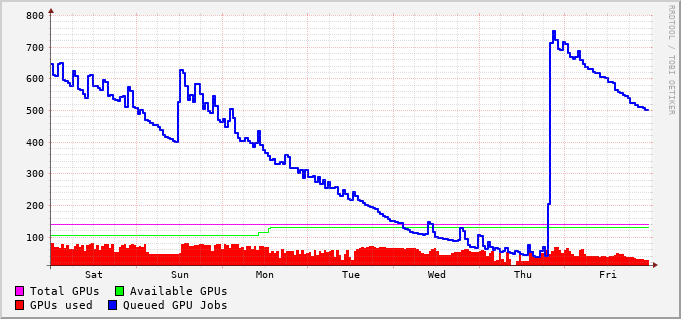 800
700
600
500
400
300
200
100
Sat Sun Mon Tue Wed Thu Fri
Total GPUs Available GPUs
GPUs used Queued GPU Jobs
RRDTOOL / TOBI OETIKER